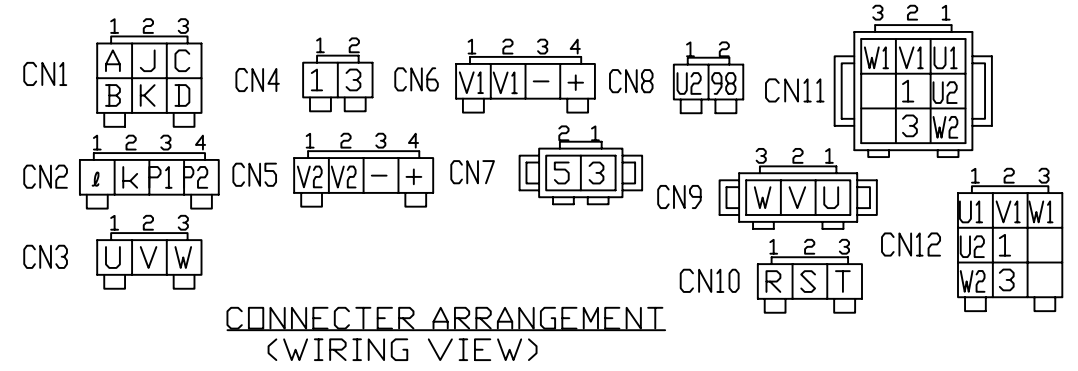 CN1
1 2 3
A J C
B K D
CN2
1 2 3 4
ℓ k P1 P2
CN3
1 2 3
U V W
CN4
1 2
1 3
CN5
1 2 3 4
V2 V2 - +
CN6
1 2 3 4
V1 V1 - +
CN7
2 1
5 3
CN8
1 2
U2 98
CN9
3 2 1
W V U
CN10
1 2 3
R S T
CN11
3 2 1
W1 V1 U1
1 U2
3 W2
CN12
1 2 3
U1 V1 W1
U2 1
W2 3
CONNECTER ARRANGEMENT
(WIRING VIEW)